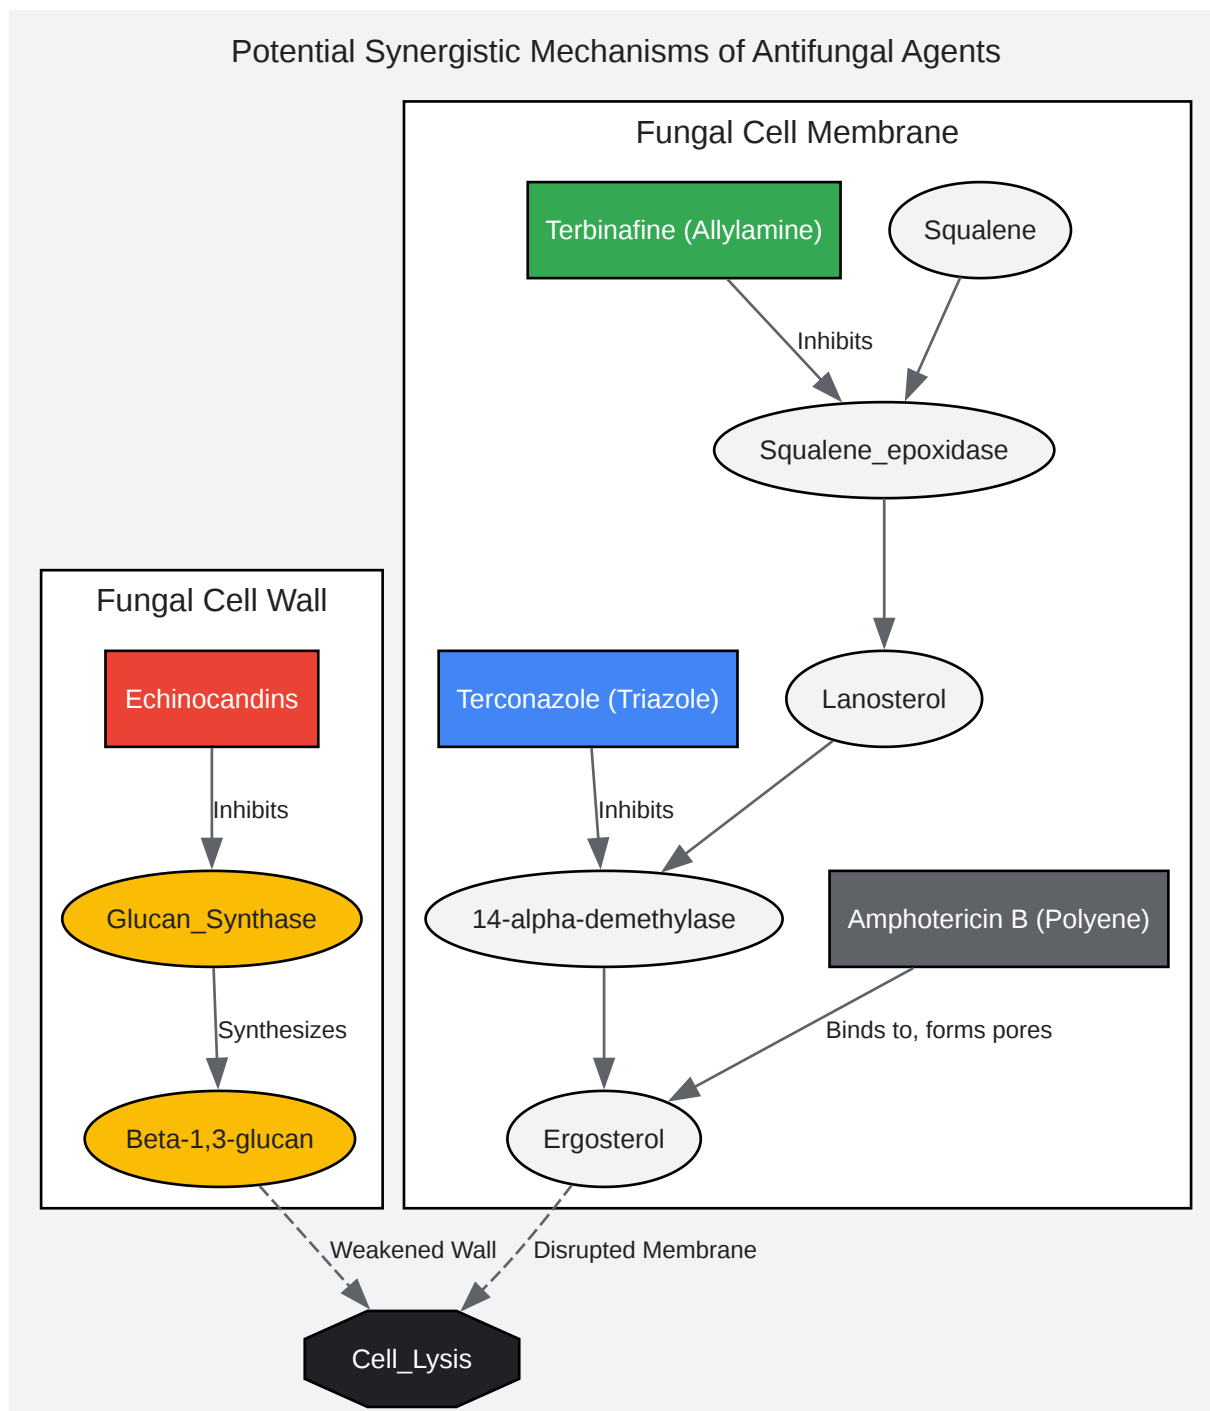 Potential Synergistic Mechanisms of Antifungal Agents
Fungal Cell Membrane
Terbinafine (Allylamine)
Squalene
Inhibits
Squalene_epoxidase
Fungal Cell Wall
Echinocandins
Terconazole (Triazole)
Lanosterol
Inhibits
Inhibits
Glucan_Synthase
14-alpha-demethylase
Amphotericin B (Polyene)
Synthesizes
Binds to, forms pores
Beta-1,3-glucan
Ergosterol
Weakened Wall
Disrupted Membrane
Cell_Lysis